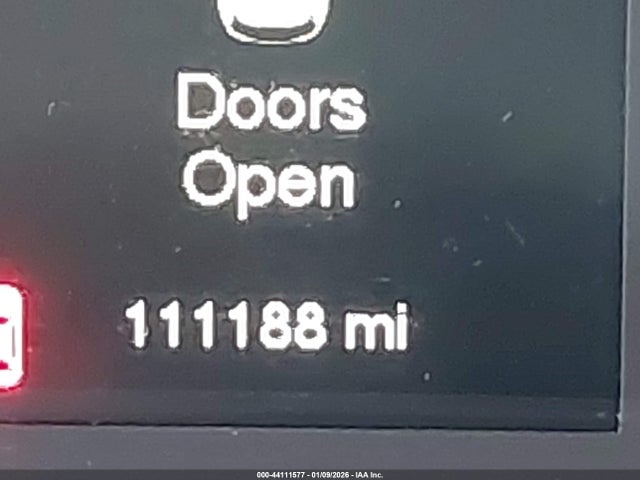 Doors
Open
111188 mi
000-44111577 - 01/09/2026 - IAA Inc.